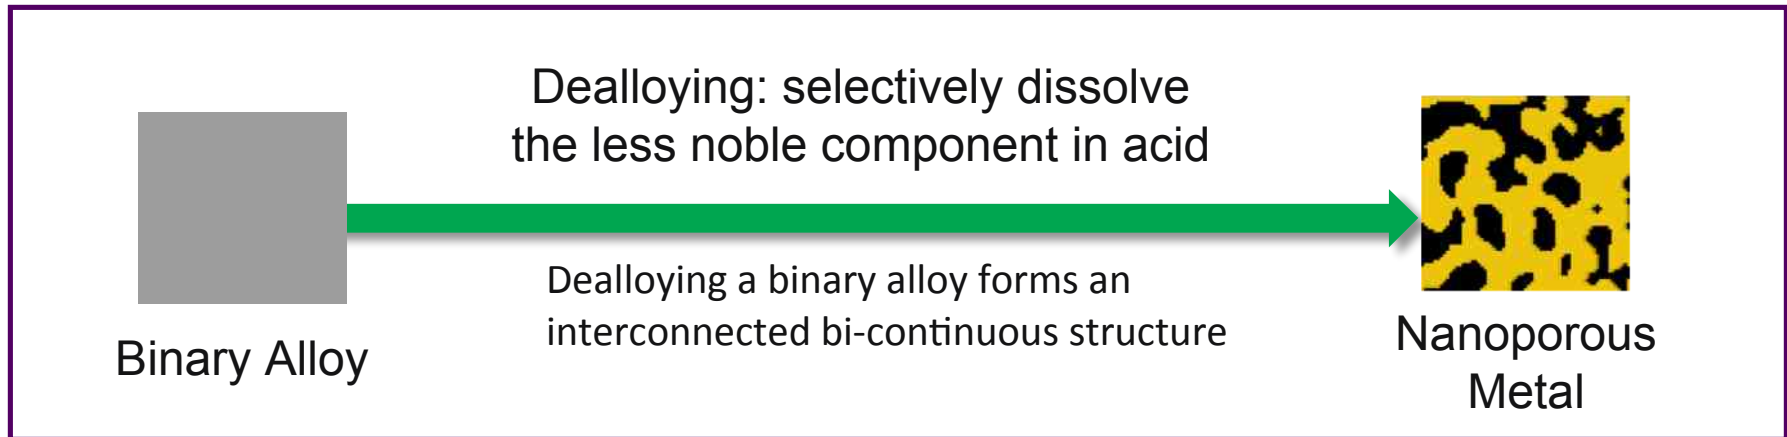 Dealloying: selectively dissolve
the less noble component in acid
Dealloying a binary alloy forms an
interconnected bi-continuous structure
Binary Alloy
Nanoporous
Metal